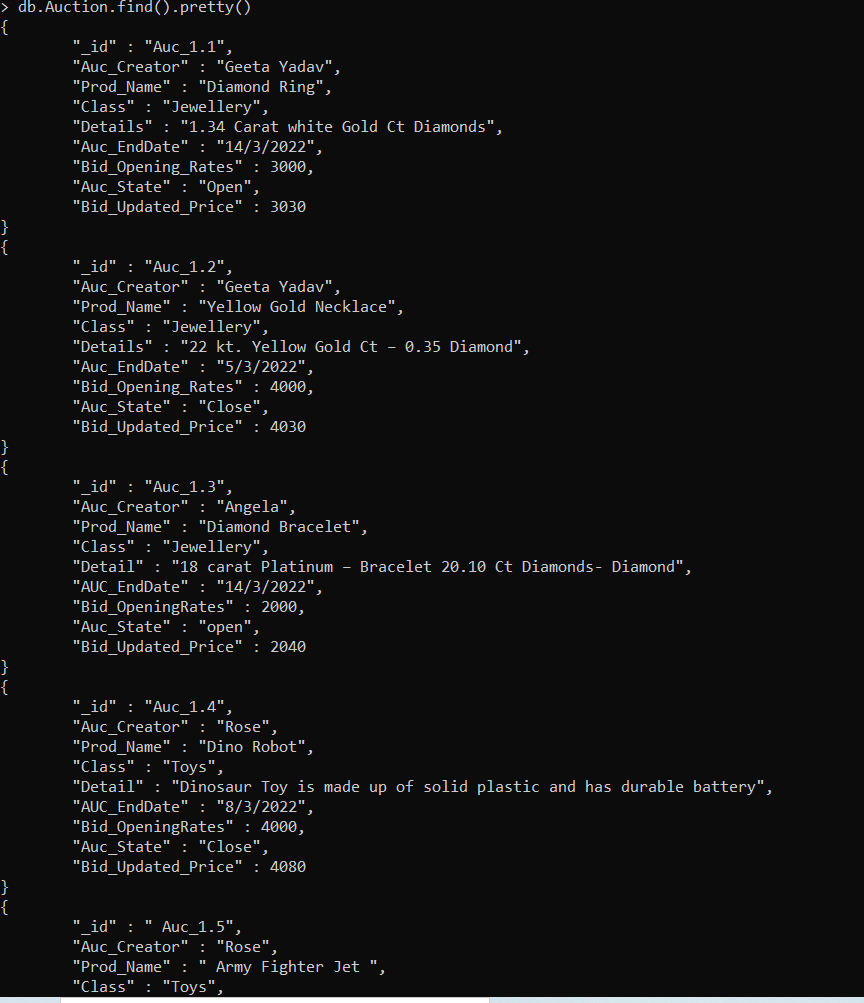 > db.Auction.find().pretty()
{
"_id" : "Auc_1.1",
"Auc_Creator" : "Geeta Yadav",
"Prod_Name" : "Diamond Ring",
"Class" : "Jewellery",
"Details" : "1.34 Carat white Gold Ct Diamonds",
"Auc_EndDate" : "14/3/2022",
"Bid_Opening_Rates" : 3000,
"Auc_State" : "Open",
"Bid_Updated_Price" : 3030
}
{
"_id" : "Auc_1.2",
"Auc_Creator" : "Geeta Yadav",
"Prod_Name" : "Yellow Gold Necklace",
"Class" : "Jewellery",
"Details" : "22 kt. Yellow Gold Ct – 0.35 Diamond",
"Auc_EndDate" : "5/3/2022",
"Bid_Opening_Rates" : 4000,
"Auc_State" : "Close",
"Bid_Updated_Price" : 4030
}
{
"_id" : "Auc_1.3",
"Auc_Creator" : "Angela",
"Prod_Name" : "Diamond Bracelet",
"Class" : "Jewellery",
"Detail" : "18 carat Platinum – Bracelet 20.10 Ct Diamonds- Diamond",
"AUC_EndDate" : "14/3/2022",
"Bid_OpeningRates" : 2000,
"Auc_State" : "open",
"Bid_Updated_Price" : 2040
}
{
"_id" : "Auc_1.4",
"Auc_Creator" : "Rose",
"Prod_Name" : "Dino Robot",
"Class" : "Toys",
"Detail" : "Dinosaur Toy is made up of solid plastic and has durable battery",
"AUC_EndDate" : "8/3/2022",
"Bid_OpeningRates" : 4000,
"Auc_State" : "Close",
"Bid_Updated_Price" : 4080
}
{
"_id" : " Auc_1.5",
"Auc_Creator" : "Rose",
"Prod_Name" : " Army Fighter Jet ",
"Class" : "Toys",